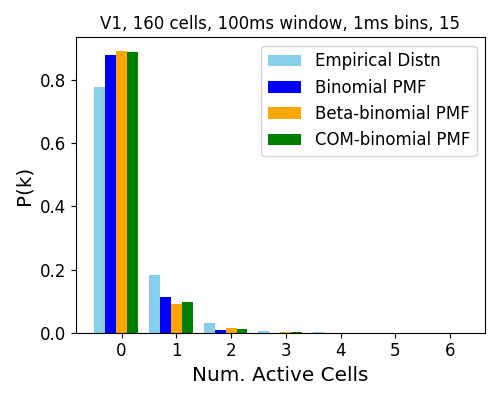 V1, 160 cells, 100ms window, 1ms bins, 15
Empirical Distn
Binomial PMF
Beta-binomial PMF
COM-binomial PMF
P(k)
0.8
0.6
0.4
0.2
0.0
0 1 2 3 4 5 6
Num. Active Cells